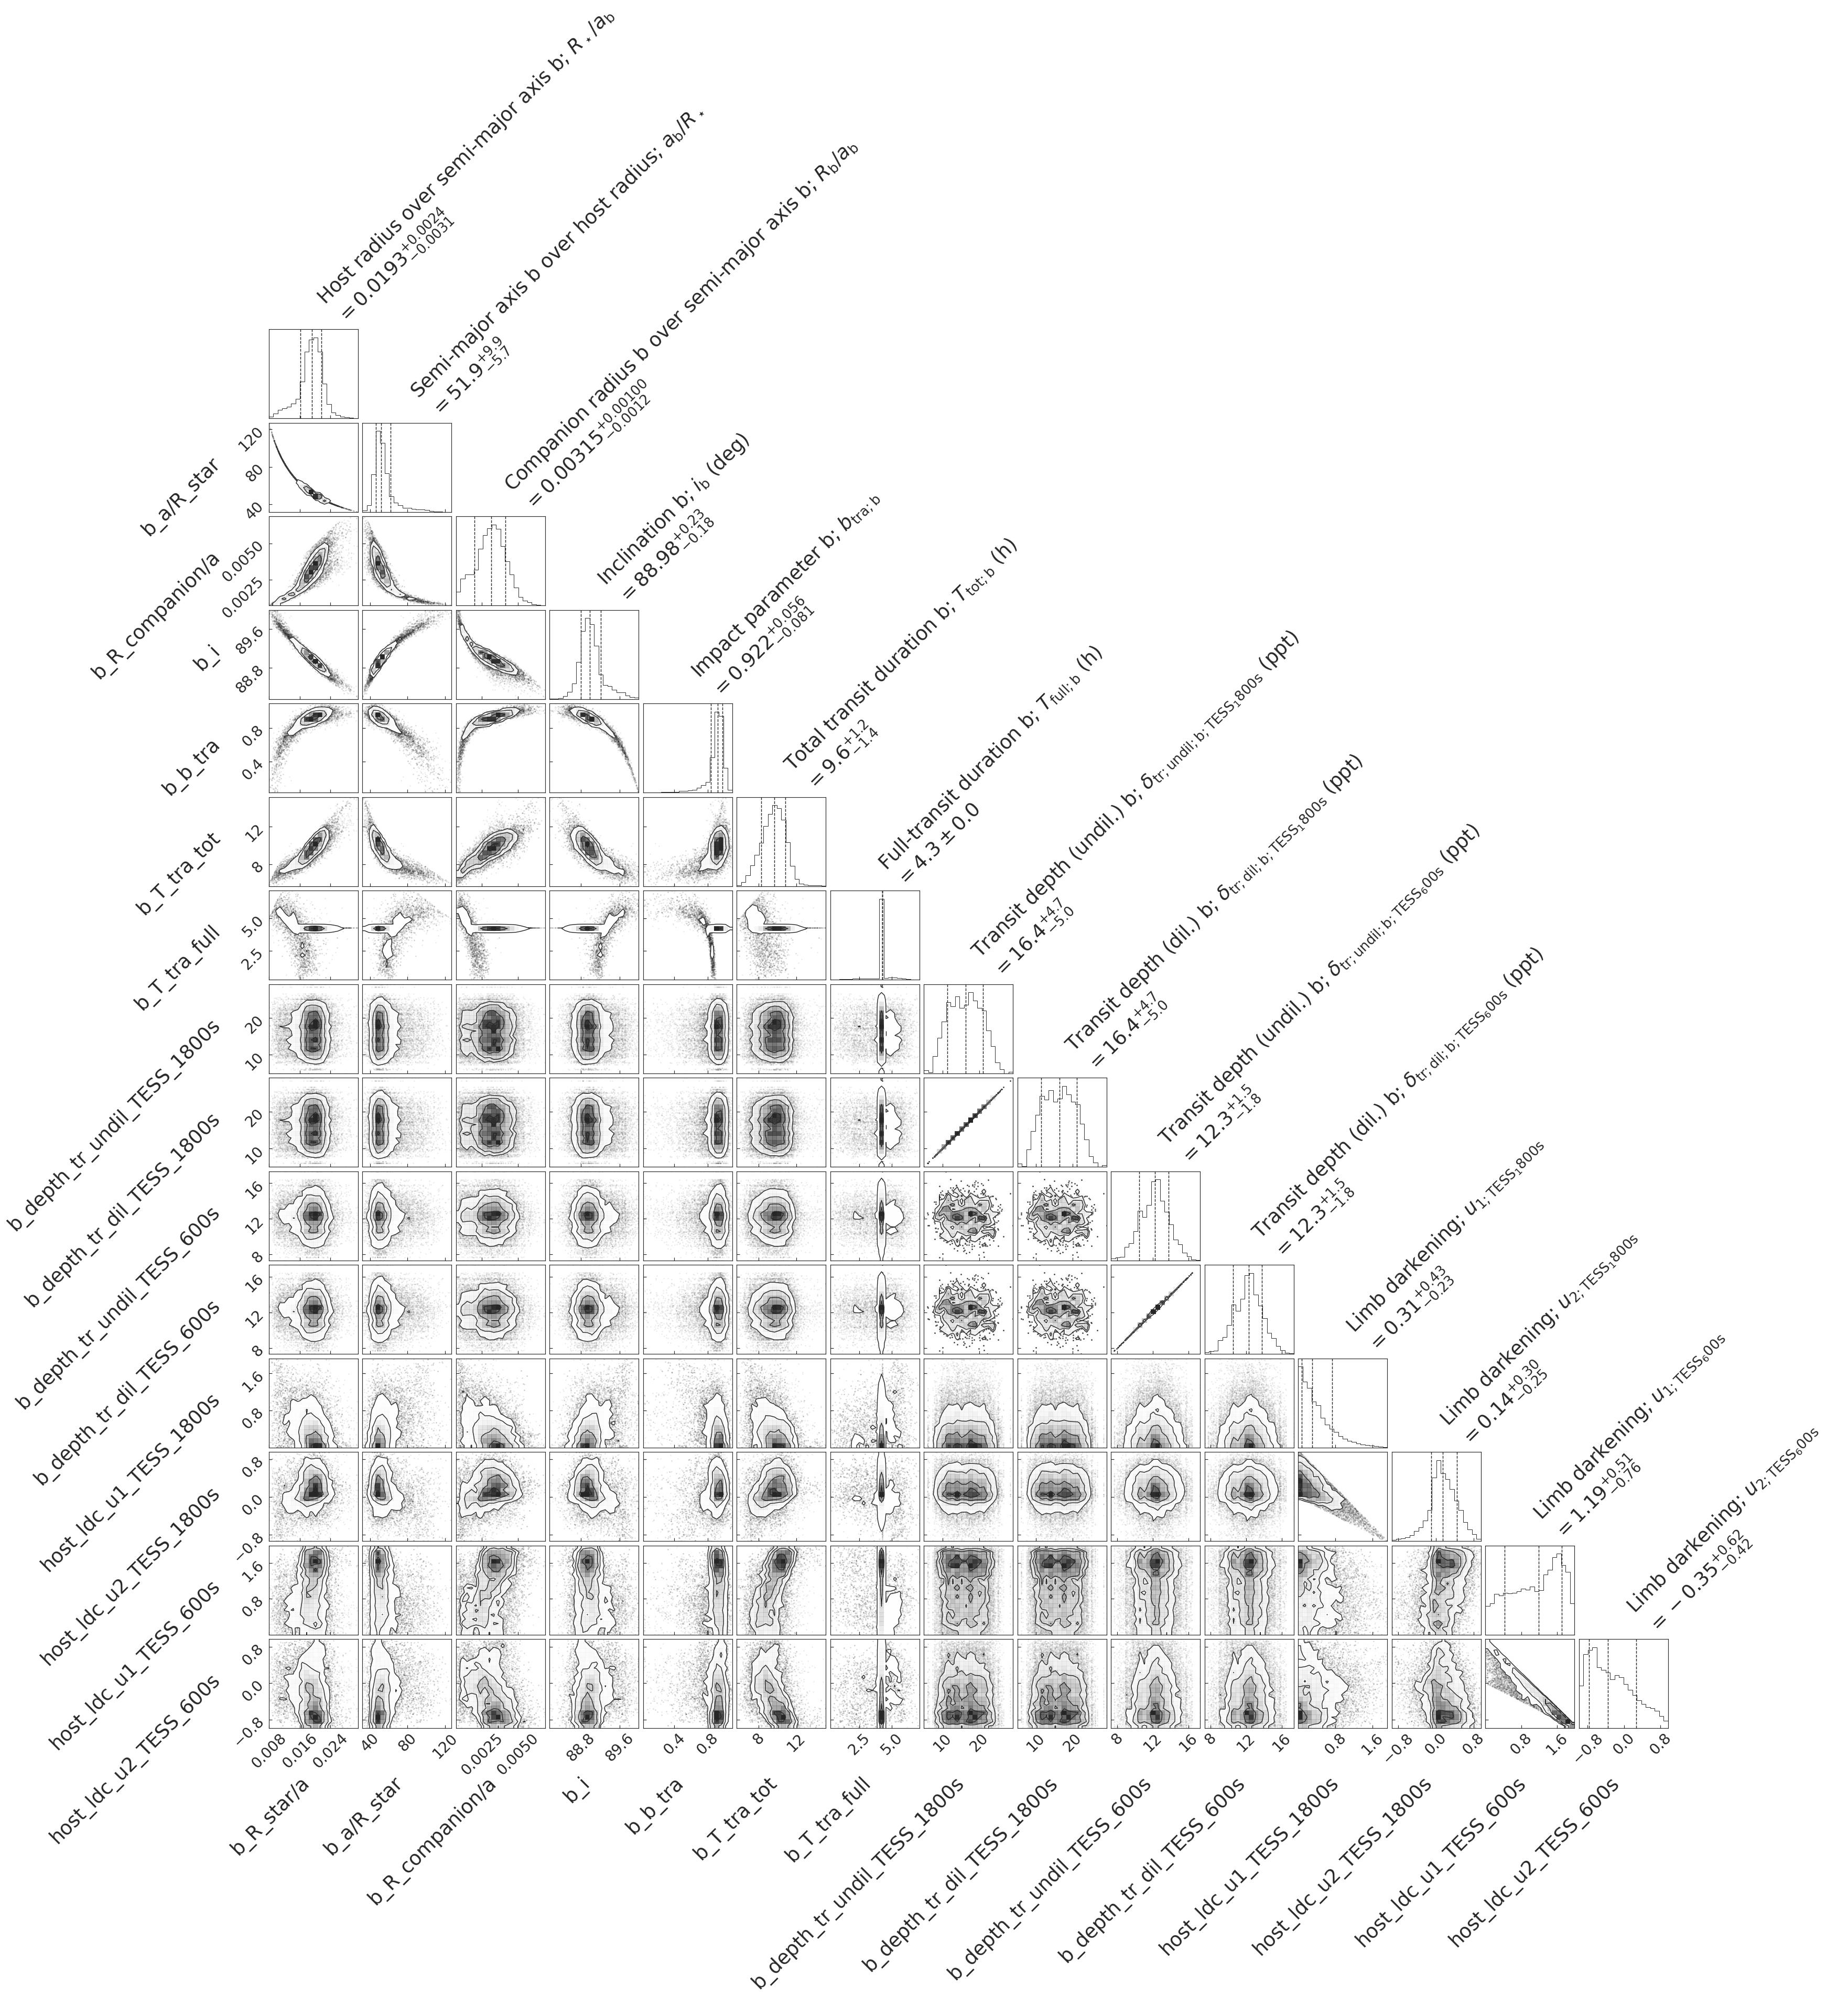 Host radius over semi-major axis b; R⋆/a_b
= 0.0193^{+0.0024}_{-0.0031}
Semi-major axis b over host radius; a_b/R⋆
= 51.9^{+9.9}_{-5.7}
Companion radius b over semi-major axis b; R_b/a_b
= 0.00315^{+0.00100}_{-0.0012}
Inclination b; i_b (deg)
= 88.98^{+0.23}_{-0.18}
Impact parameter b; b_{tra;b}
= 0.922^{+0.056}_{-0.081}
Total transit duration b; T_{tot;b} (h)
= 9.6^{+1.2}_{-1.4}
Full-transit duration b; T_{full;b} (h)
= 4.3 ± 0.0
Transit depth (undil.) b; δ_{tr; undil; b; TESS_1800s} (ppt)
= 16.4^{+4.7}_{-5.0}
Transit depth (dil.) b; δ_{tr; dil; b; TESS_1800s} (ppt)
= 16.4^{+4.7}_{-5.0}
Transit depth (undil.) b; δ_{tr; undil; b; TESS_600s} (ppt)
= 12.3^{+1.5}_{-1.8}
Transit depth (dil.) b; δ_{tr; dil; b; TESS_600s} (ppt)
= 12.3^{+1.5}_{-1.8}
Limb darkening; u_{1; TESS_1800s}
= 0.31^{+0.43}_{-0.23}
Limb darkening; u_{2; TESS_1800s}
= 0.14^{+0.30}_{-0.25}
Limb darkening; u_{1; TESS_600s}
= 1.19^{+0.51}_{-0.76}
Limb darkening; u_{2; TESS_600s}
= −0.35^{+0.62}_{-0.42}
b_a/R_star
120
80
40
b_R_companion/a
0.0050
0.0025
b_i
89.6
88.8
b_b_tra
0.8
0.4
b_T_tra_tot
12
8
b_T_tra_full
5.0
2.5
b_depth_tr_undil_TESS_1800s
20
10
b_depth_tr_dil_TESS_1800s
20
10
b_depth_tr_undil_TESS_600s
16
12
8
b_depth_tr_dil_TESS_600s
16
12
8
host_ldc_u1_TESS_1800s
1.6
0.8
host_ldc_u2_TESS_1800s
0.8
0.0
−0.8
host_ldc_u1_TESS_600s
1.6
0.8
host_ldc_u2_TESS_600s
0.8
0.0
−0.8
0.008 0.016 0.024
40 80 120
0.0025 0.0050
88.8 89.6
0.4 0.8
8 12
2.5 5.0
10 20
10 20
8 12 16
8 12 16
0.8 1.6
−0.8 0.0 0.8
0.8 1.6
−0.8 0.0 0.8
b_R_star/a
b_a/R_star
b_R_companion/a
b_i
b_b_tra
b_T_tra_tot
b_T_tra_full
b_depth_tr_undil_TESS_1800s
b_depth_tr_dil_TESS_1800s
b_depth_tr_undil_TESS_600s
b_depth_tr_dil_TESS_600s
host_ldc_u1_TESS_1800s
host_ldc_u2_TESS_1800s
host_ldc_u1_TESS_600s
host_ldc_u2_TESS_600s